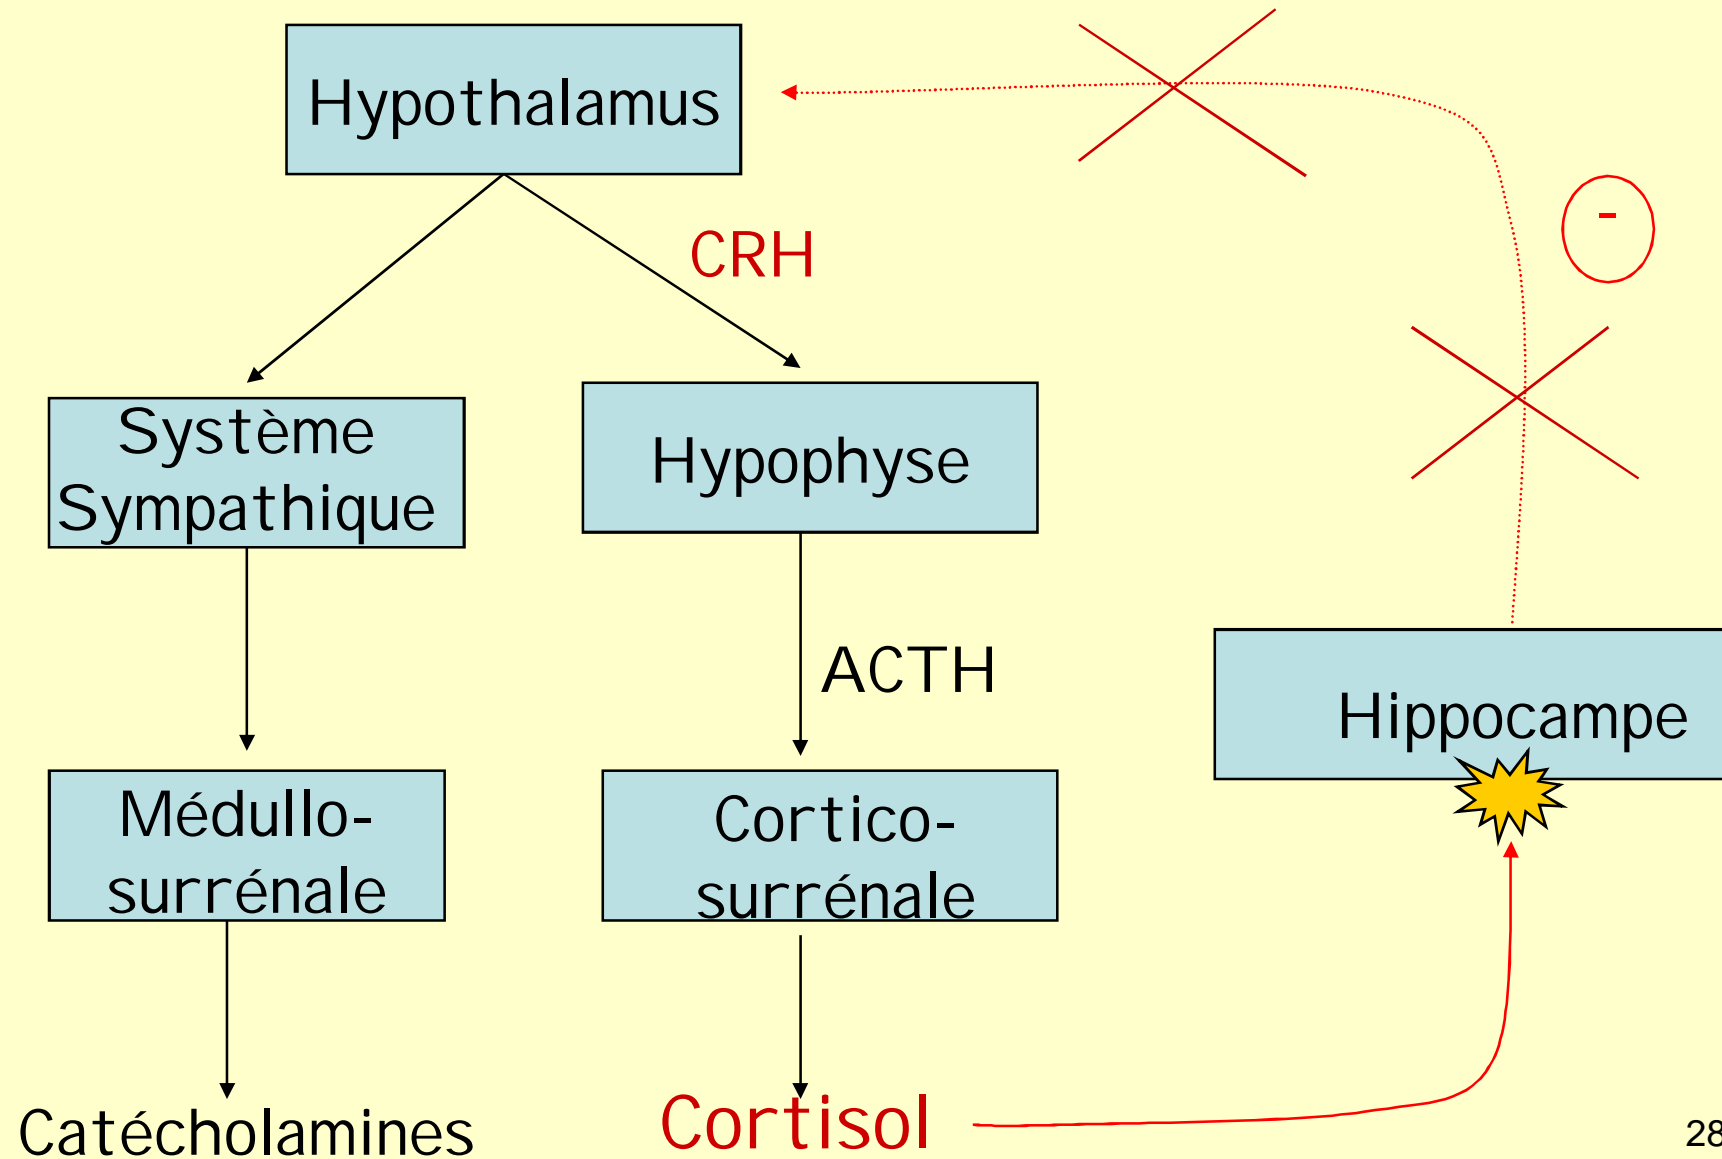 Hypothalamus
-
CRH
Système
Sympathique
Hypophyse
ACTH
Hippocampe
Médullo-
surrénale
Cortico-
surrénale
Catécholamines
Cortisol
28